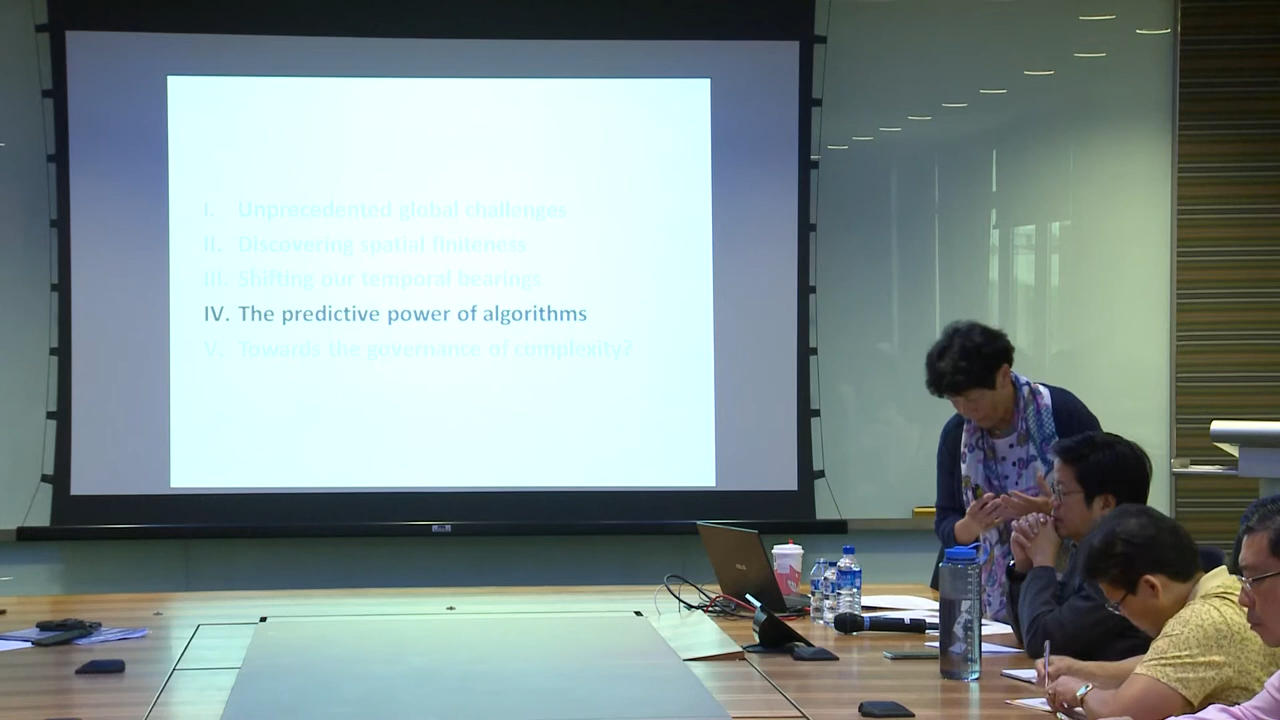 I. Unprecedented global challenges
II. Discovering spatial finiteness
III. Shifting our temporal bearings
IV. The predictive power of algorithms
V. Towards the governance of complexity?
ASUS